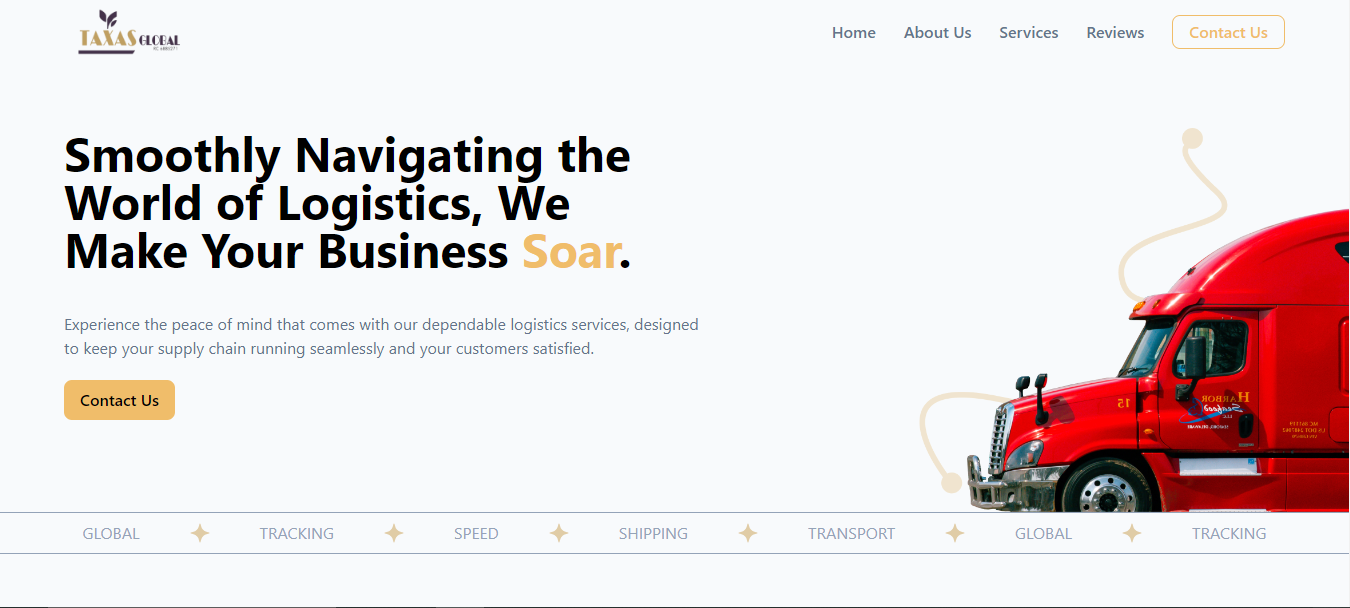 TAXAS GLOBAL
Home
About Us
Services
Reviews
Contact Us
Smoothly Navigating the
World of Logistics, We
Make Your Business Soar.
Experience the peace of mind that comes with our dependable logistics services, designed
to keep your supply chain running seamlessly and your customers satisfied.
Contact Us
15
HARBOR
Seafood
LLC
GLOBAL
TRACKING
SPEED
SHIPPING
TRANSPORT
GLOBAL
TRACKING